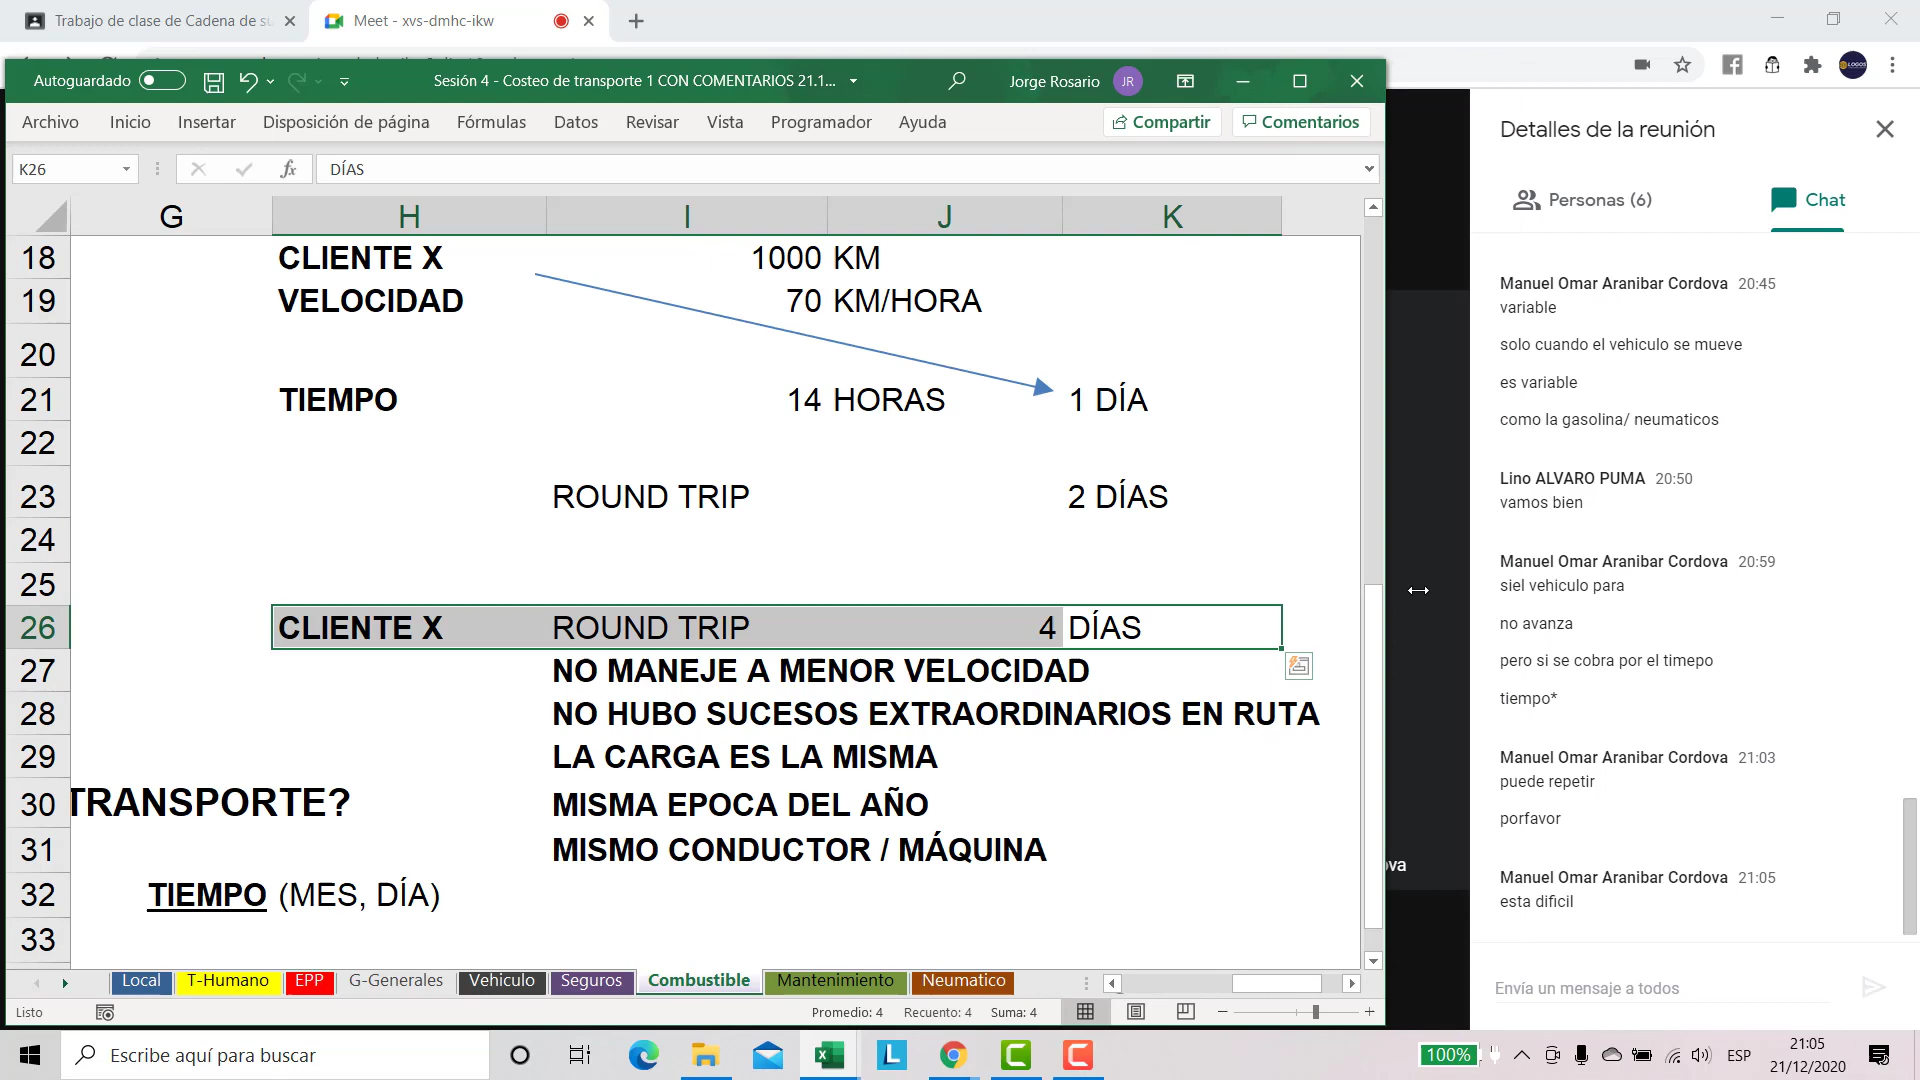 Trabajo de clase de Cadena de su
Meet - xvs-dmhc-ikw
Autoguardado
Sesión 4 - Costeo de transporte 1 CON COMENTARIOS 21.1...
Jorge Rosario
JR
Archivo
Inicio
Insertar
Disposición de página
Fórmulas
Datos
Revisar
Vista
Programador
Ayuda
Compartir
Comentarios
K26
fx
DÍAS
G H I J K
18 CLIENTE X 1000 KM
19 VELOCIDAD 70 KM/HORA
20
21 TIEMPO 14 HORAS 1 DÍA
22
23 ROUND TRIP 2 DÍAS
24
25
26 CLIENTE X ROUND TRIP 4 DÍAS
27 NO MANEJE A MENOR VELOCIDAD
28 NO HUBO SUCESOS EXTRAORDINARIOS EN RUTA
29 LA CARGA ES LA MISMA
30 TRANSPORTE? MISMA EPOCA DEL AÑO
31 MISMO CONDUCTOR / MÁQUINA
32 TIEMPO (MES, DÍA)
33
Local T-Humano EPP G-Generales Vehiculo Seguros Combustible Mantenimiento Neumatico
Listo
Promedio: 4 Recuento: 4 Suma: 4
ova
Detalles de la reunión
Personas (6)
Chat
Manuel Omar Aranibar Cordova 20:45
variable
solo cuando el vehiculo se mueve
es variable
como la gasolina/ neumaticos
Lino ALVARO PUMA 20:50
vamos bien
Manuel Omar Aranibar Cordova 20:59
siel vehiculo para
no avanza
pero si se cobra por el timepo
tiempo*
Manuel Omar Aranibar Cordova 21:03
puede repetir
porfavor
Manuel Omar Aranibar Cordova 21:05
esta dificil
Envía un mensaje a todos
Escribe aquí para buscar
100%
ESP
21:05
21/12/2020